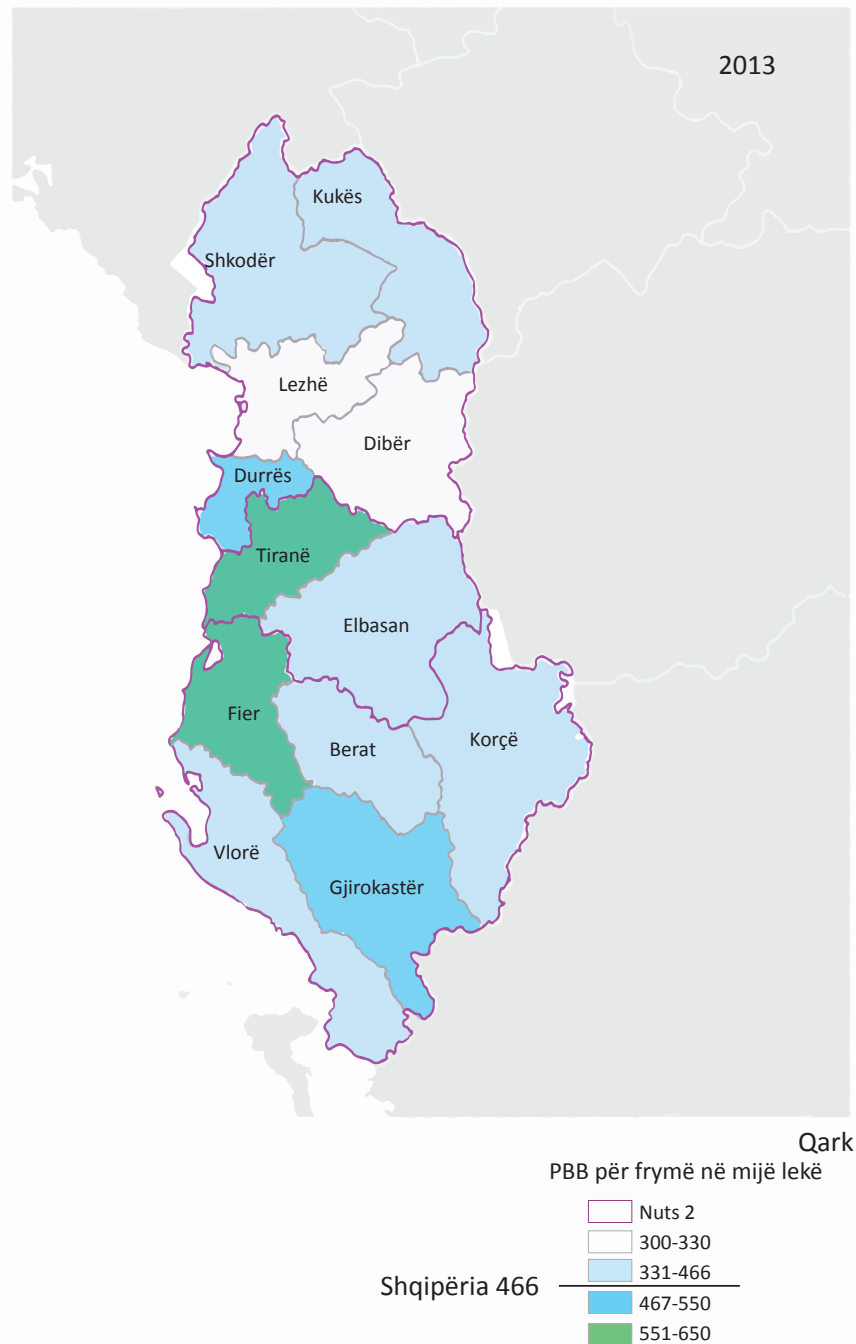 2013
Kukës
Shkodër
Lezhë
Dibër
Durrës
Tiranë
Elbasan
Fier
Korçë
Berat
Vlorë
Gjirokastër
Qark
PBB për frymë në mijë lekë
Nuts 2
300-330
331-466
Shqipëria 466
467-550
551-650